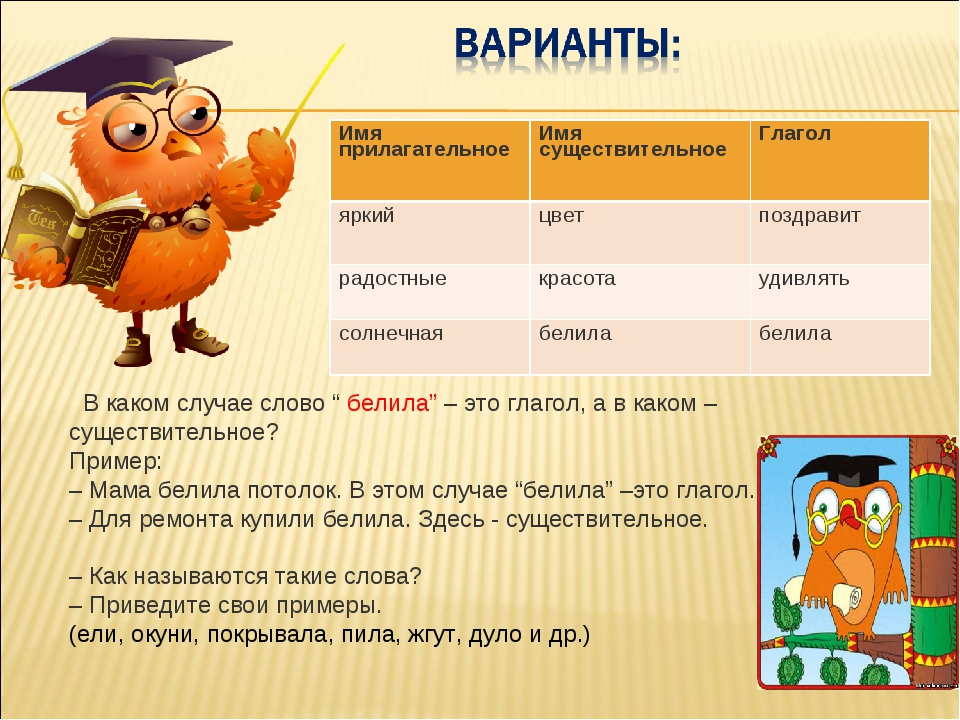 ВАРИАНТЫ:
Имя прилагательное Имя существительное Глагол
яркий цвет поздравит
радостные красота удивлять
солнечная белила белила
В каком случае слово “ белила” – это глагол, а в каком –
существительное?
Пример:
– Мама белила потолок. В этом случае “белила” –это глагол.
– Для ремонта купили белила. Здесь - существительное.
– Как называются такие слова?
– Приведите свои примеры.
(ели, окуни, покрывала, пила, жгут, дуло и др.)